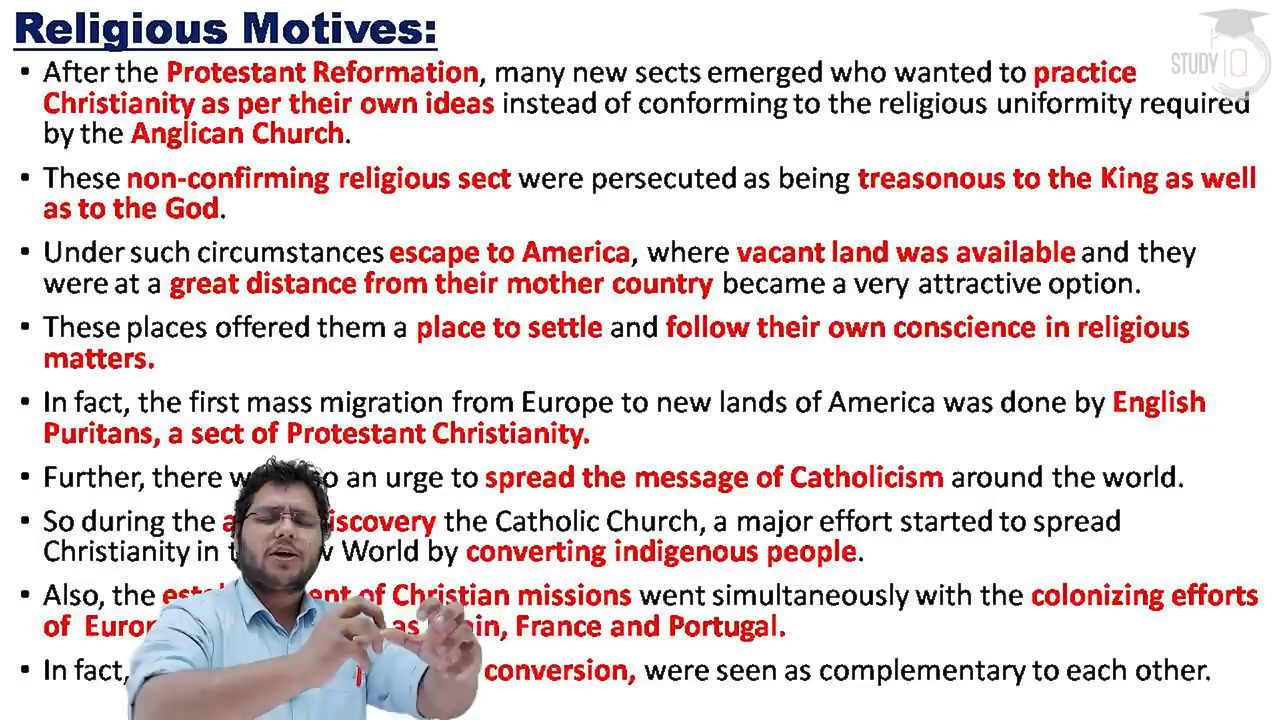 Religious Motives:
STUDY IQ
• After the Protestant Reformation, many new sects emerged who wanted to practice
Christianity as per their own ideas instead of conforming to the religious uniformity required
by the Anglican Church.
• These non-confirming religious sect were persecuted as being treasonous to the King as well
as to the God.
• Under such circumstances escape to America, where vacant land was available and they
were at a great distance from their mother country became a very attractive option.
• These places offered them a place to settle and follow their own conscience in religious
matters.
• In fact, the first mass migration from Europe to new lands of America was done by English
Puritans, a sect of Protestant Christianity.
• Further, there an urge to spread the message of Catholicism around the world.
• So during the the Catholic Church, a major effort started to spread
Christianity in World by converting indigenous people.
• Also, the of Christian missions went simultaneously with the colonizing efforts
of as France and Portugal.
• In fact, conversion, were seen as complementary to each other.